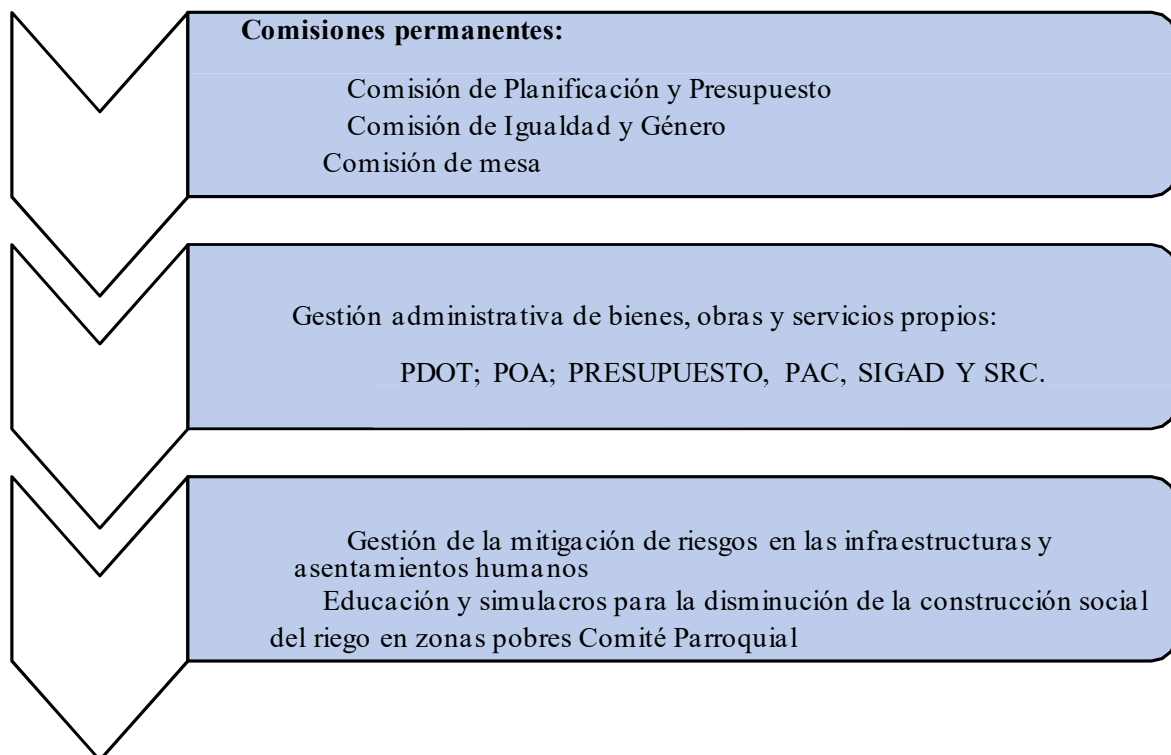 Comisiones permanentes:
Comisión de Planificación y Presupuesto
Comisión de Igualdad y Género
Comisión de mesa
Gestión administrativa de bienes, obras y servicios propios:
PDOT; POA; PRESUPUESTO, PAC, SIGAD Y SRC.
Gestión de la mitigación de riesgos en las infraestructuras y
asentamientos humanos
Educación y simulacros para la disminución de la construcción social
del riego en zonas pobres Comité Parroquial